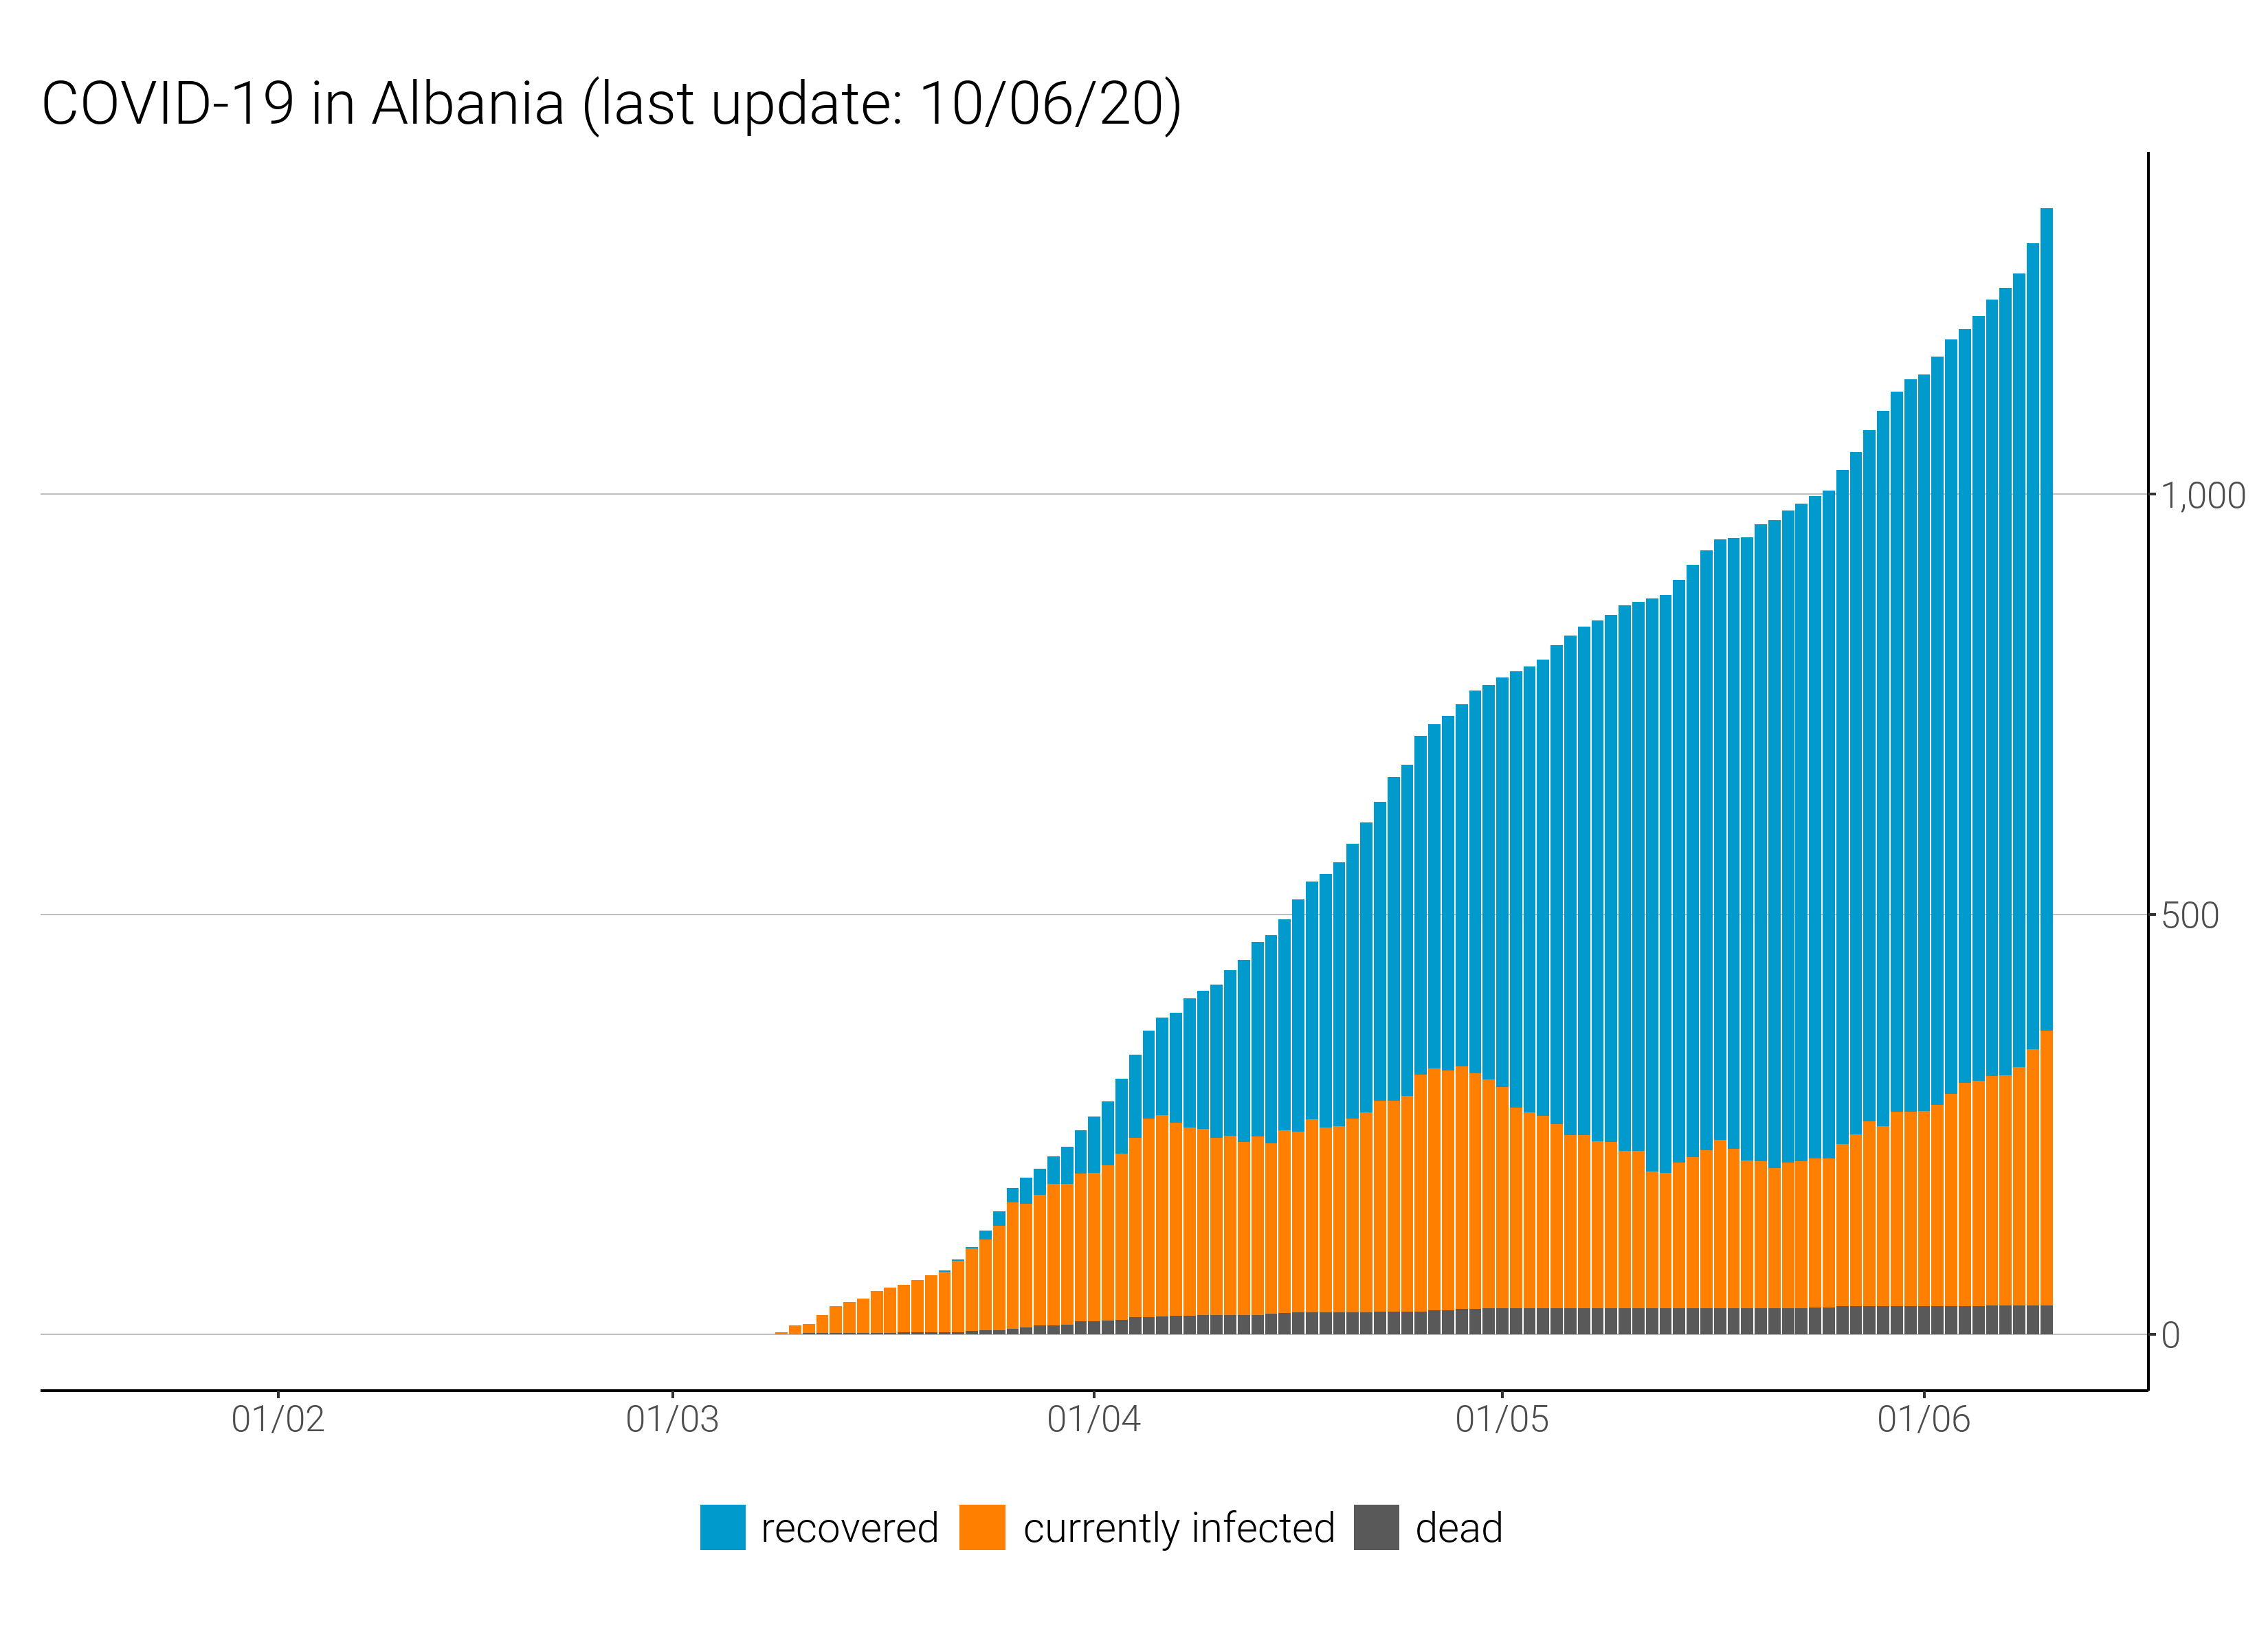 COVID-19 in Albania (last update: 10/06/20)
1,000
500
0
01/02 01/03 01/04 01/05 01/06
recovered currently infected dead